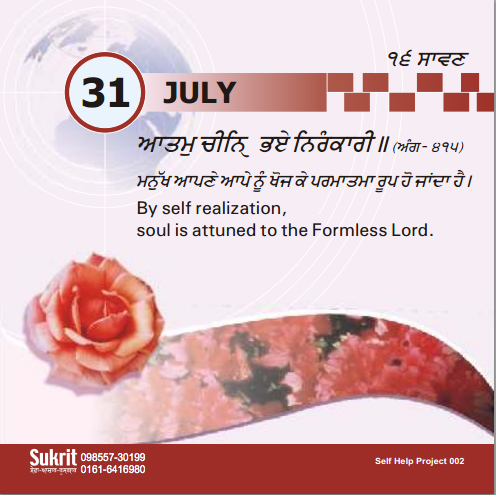 ੧੬ ਸਾਵਣ
31 JULY
ਆਤਮੁ ਚੀਨਿ੍ ਭਏ ਨਿਰੰਕਾਰੀ॥ (ਅੰਗ- ੪੧੫)
ਮਨੁੱਖ ਆਪਣੇ ਆਪੇ ਨੂੰ ਖੋਜ ਕੇ ਪਰਮਾਤਮਾ ਰੂਪ ਹੋ ਜਾਂਦਾ ਹੈ।
By self realization,
soul is attuned to the Formless Lord.
Sukrit 098557-30199
0161-6416980
Self Help Project 002